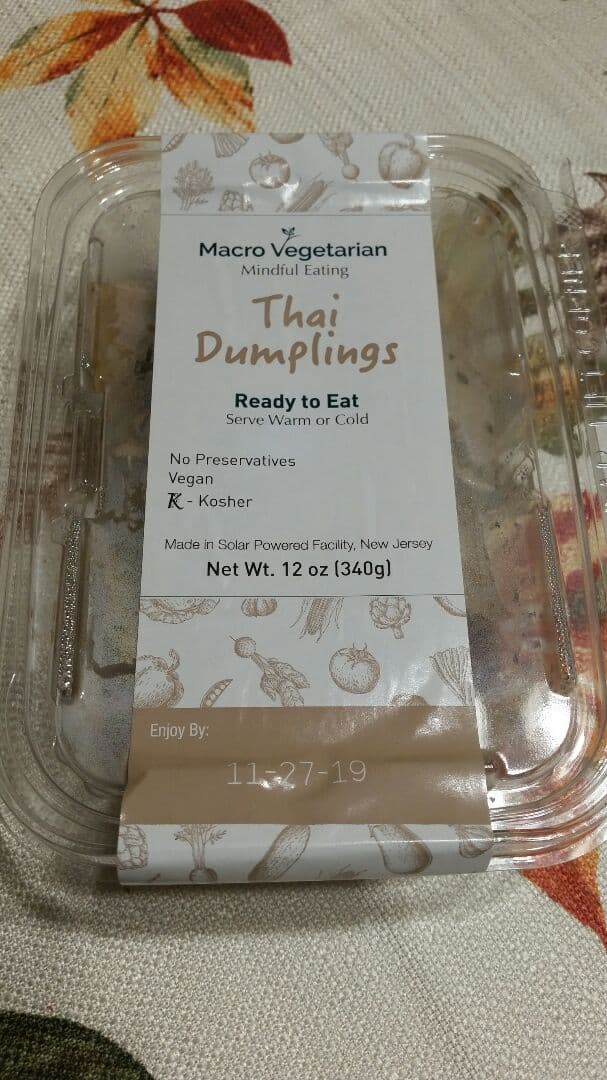 Macro Vegetarian
Mindful Eating
Thai
Dumplings
Ready to Eat
Serve Warm or Cold
No Preservatives
Vegan
K - Kosher
Made in Solar Powered Facility, New Jersey
Net Wt. 12 oz (340g)
Enjoy By:
11-27-19